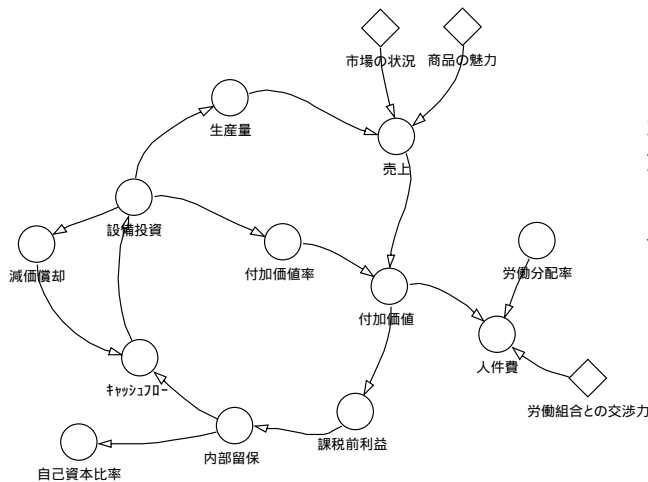 市場の状況
商品の魅力
生産量
売上
設備投資
減価償却
付加価値率
労働分配率
付加価値
人件費
ｷｬｯｼｭﾌﾛｰ
労働組合との交渉力
課税前利益
内部留保
自己資本比率